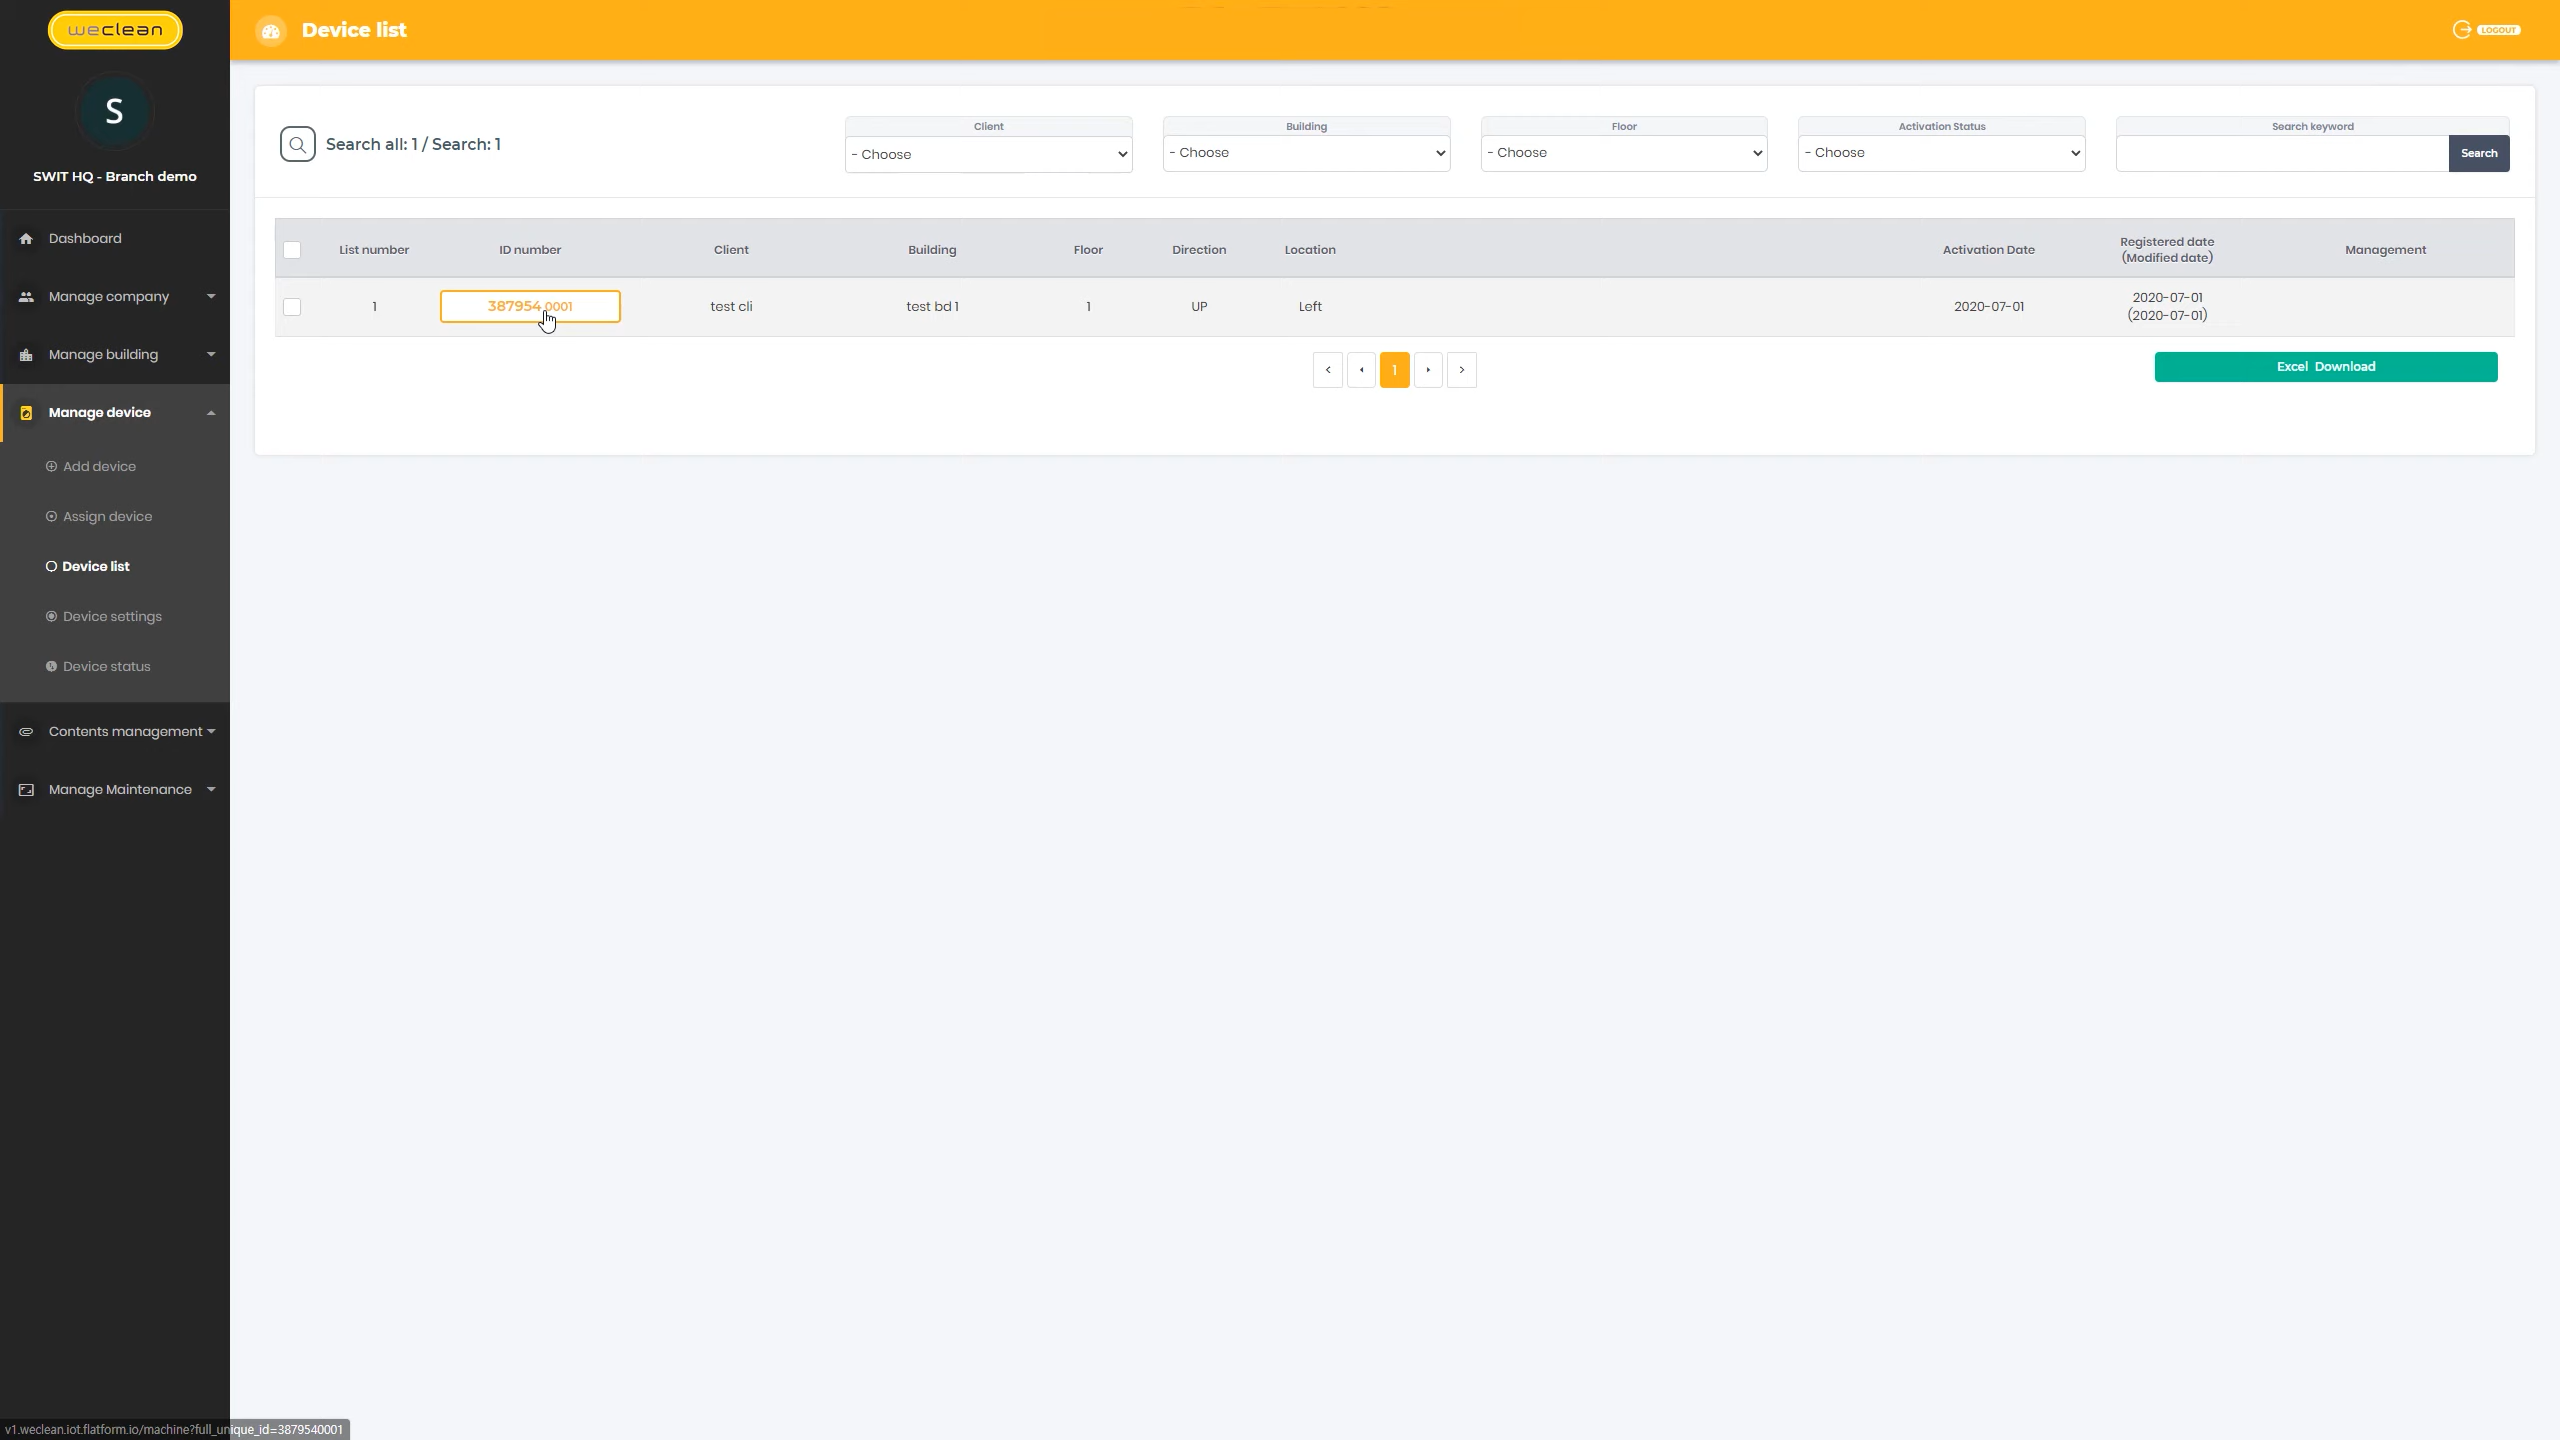 weclean
Device list
LOGOUT
S
SWIT HQ - Branch demo
Dashboard
Manage company
Manage building
Manage device
Add device
Assign device
Device list
Device settings
Device status
Contents management
Manage Maintenance
Search all: 1 / Search: 1
Client
- Choose
Building
- Choose
Floor
- Choose
Activation Status
- Choose
Search keyword
Search
List number
ID number
Client
Building
Floor
Direction
Location
Activation Date
Registered date
(Modified date)
Management
1
387954 0001
test cli
test bd 1
1
UP
Left
2020-07-01
2020-07-01
(2020-07-01)
1
Excel Download
v1.weclean.iot.flatform.io/machine?full_unique_id=3879540001